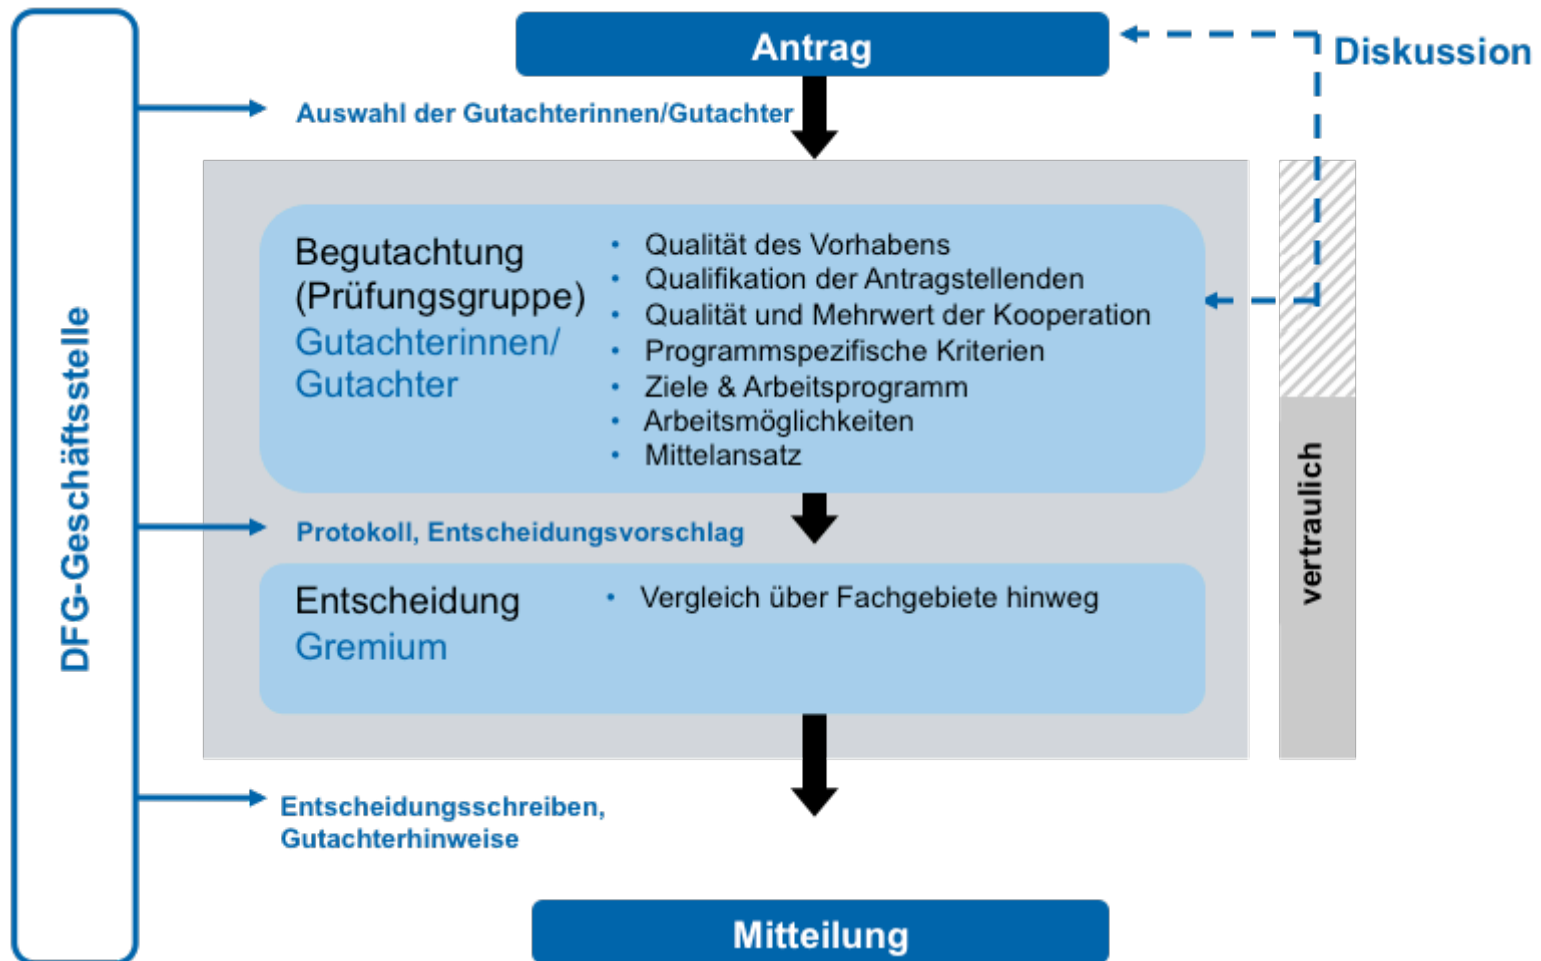 Antrag
Diskussion
Auswahl der Gutachterinnen/Gutachter
DFG-Geschäftsstelle
Begutachtung
(Prüfungsgruppe)
Gutachterinnen/
Gutachter
• Qualität des Vorhabens
• Qualifikation der Antragstellenden
• Qualität und Mehrwert der Kooperation
• Programmspezifische Kriterien
• Ziele & Arbeitsprogramm
• Arbeitsmöglichkeiten
• Mittelansatz
vertraulich
Protokoll, Entscheidungsvorschlag
Entscheidung
Gremium
• Vergleich über Fachgebiete hinweg
Entscheidungsschreiben,
Gutachterhinweise
Mitteilung